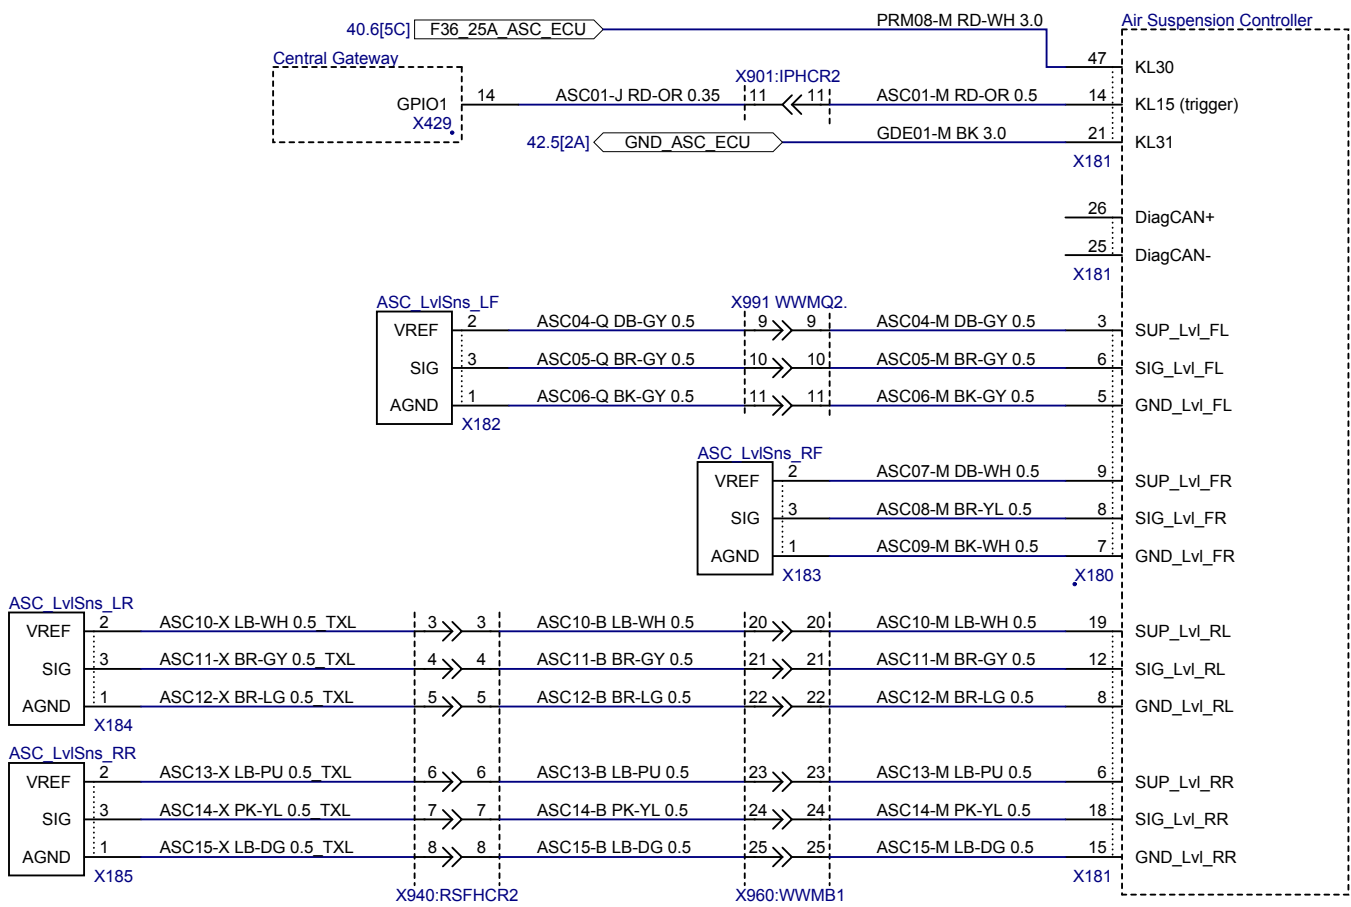 PRM08-M RD-WH 3.0
Air Suspension Controller
40.6[5C] F36_25A_ASC_ECU
Central Gateway
47 KL30
X901:IPHCR2
GPIO1 14 ASC01-J RD-OR 0.35 11 11 ASC01-M RD-OR 0.5 14 KL15 (trigger)
X429
42.5[2A] GND_ASC_ECU GDE01-M BK 3.0 21 KL31
X181
26 DiagCAN+
25 DiagCAN-
X181
ASC_LvlSns_LF X991 WWMQ2.
VREF 2 ASC04-Q DB-GY 0.5 9 9 ASC04-M DB-GY 0.5 3 SUP_Lvl_FL
SIG 3 ASC05-Q BR-GY 0.5 10 10 ASC05-M BR-GY 0.5 6 SIG_Lvl_FL
AGND 1 ASC06-Q BK-GY 0.5 11 11 ASC06-M BK-GY 0.5 5 GND_Lvl_FL
X182
ASC_LvlSns_RF
VREF 2 ASC07-M DB-WH 0.5 9 SUP_Lvl_FR
SIG 3 ASC08-M BR-YL 0.5 8 SIG_Lvl_FR
AGND 1 ASC09-M BK-WH 0.5 7 GND_Lvl_FR
X183 X180
ASC_LvlSns_LR
VREF 2 ASC10-X LB-WH 0.5_TXL 3 3 ASC10-B LB-WH 0.5 20 20 ASC10-M LB-WH 0.5 19 SUP_Lvl_RL
SIG 3 ASC11-X BR-GY 0.5_TXL 4 4 ASC11-B BR-GY 0.5 21 21 ASC11-M BR-GY 0.5 12 SIG_Lvl_RL
AGND 1 ASC12-X BR-LG 0.5_TXL 5 5 ASC12-B BR-LG 0.5 22 22 ASC12-M BR-LG 0.5 8 GND_Lvl_RL
X184
ASC_LvlSns_RR
VREF 2 ASC13-X LB-PU 0.5_TXL 6 6 ASC13-B LB-PU 0.5 23 23 ASC13-M LB-PU 0.5 6 SUP_Lvl_RR
SIG 3 ASC14-X PK-YL 0.5_TXL 7 7 ASC14-B PK-YL 0.5 24 24 ASC14-M PK-YL 0.5 18 SIG_Lvl_RR
AGND 1 ASC15-X LB-DG 0.5_TXL 8 8 ASC15-B LB-DG 0.5 25 25 ASC15-M LB-DG 0.5 15 GND_Lvl_RR
X185 X181
X940:RSFHCR2 X960:WWMB1